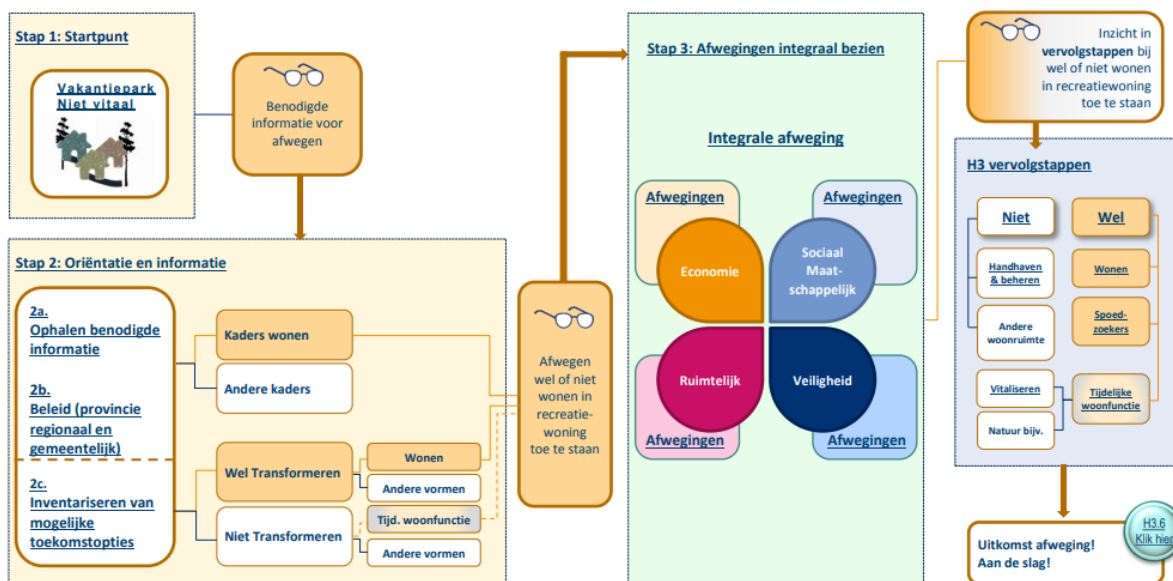 Stap 1: Startpunt
Vakantiepark
Niet vitaal
Benodigde
informatie voor
afwegen
Stap 2: Oriëntatie en informatie
2a.
Ophalen benodigde
informatie
2b.
Beleid (provincie
regionaal en
gemeentelijk)
2c.
Inventariseren van
mogelijke
toekomstopties
Kaders wonen
Andere kaders
Wel Transformeren
Niet Transformeren
Wonen
Andere vormen
Tijd. woonfunctie
Andere vormen
Afwegen
wel of niet
wonen in
recreatie-
woning
toe te staan
Stap 3: Afwegingen integraal bezien
Integrale afweging
Afwegingen
Afwegingen
Economie
Sociaal
Maat-
schappelijk
Ruimtelijk
Veiligheid
Afwegingen
Afwegingen
Inzicht in
vervolgstappen bij
wel of niet wonen
in recreatiewoning
toe te staan
H3 vervolgstappen
Niet
Wel
Handhaven
& beheren
Wonen
Andere
woonruimte
Spoed-
zoekers
Vitaliseren
Natuur bijv.
Tijdelijke
woonfunctie
Uitkomst afweging!
Aan de slag!
H3.6
Klik hier